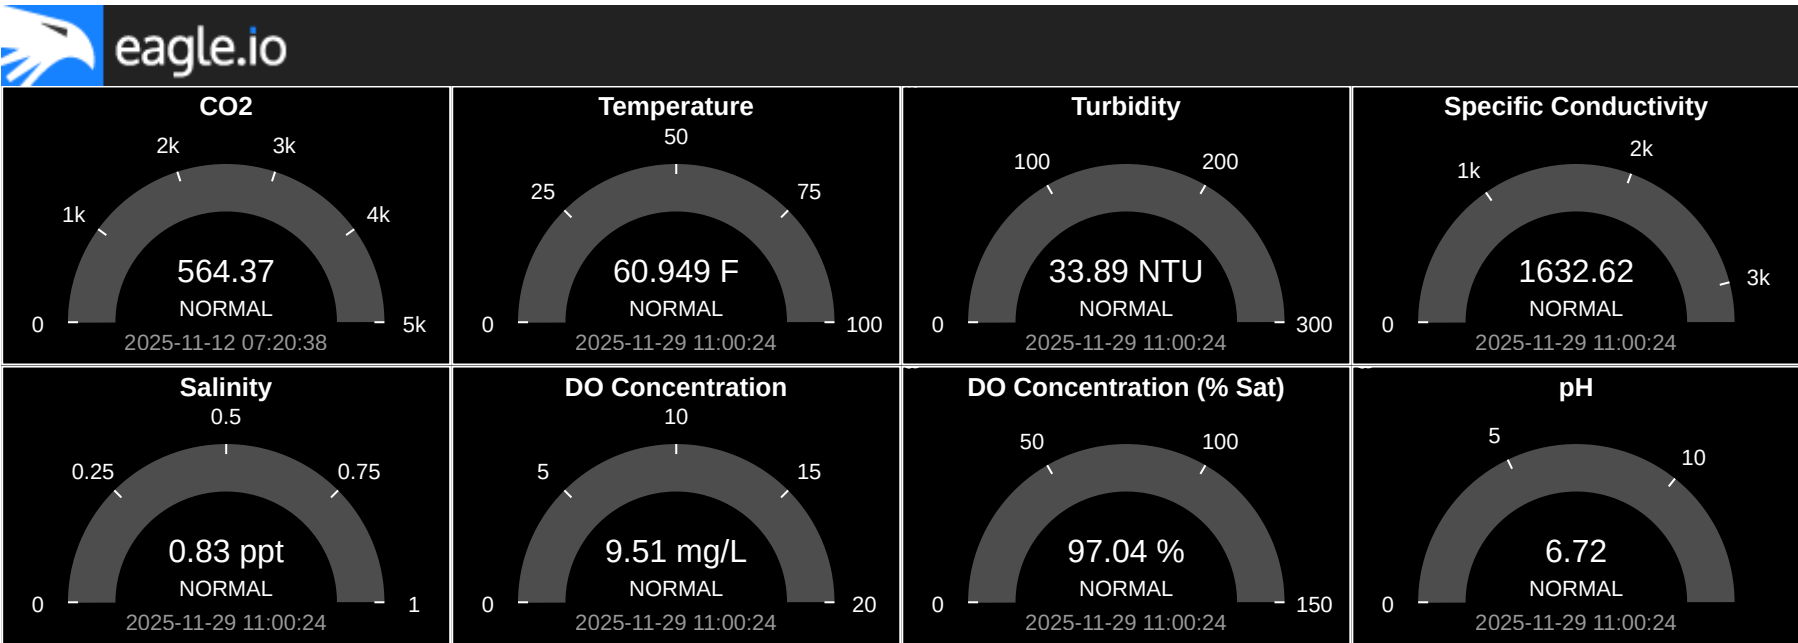 eagle.io
CO2
2k 3k
1k 4k
564.37
NORMAL
0 5k
2025-11-12 07:20:38
Temperature
50
25 75
60.949 F
NORMAL
0 100
2025-11-29 11:00:24
Turbidity
100 200
33.89 NTU
NORMAL
0 300
2025-11-29 11:00:24
Specific Conductivity
2k
1k
1632.62
3k
NORMAL
0
2025-11-29 11:00:24
Salinity
0.5
0.25 0.75
0.83 ppt
NORMAL
0 1
2025-11-29 11:00:24
DO Concentration
10
5 15
9.51 mg/L
NORMAL
0 20
2025-11-29 11:00:24
DO Concentration (% Sat)
50 100
97.04 %
NORMAL
0 150
2025-11-29 11:00:24
pH
5
10
6.72
NORMAL
0
2025-11-29 11:00:24